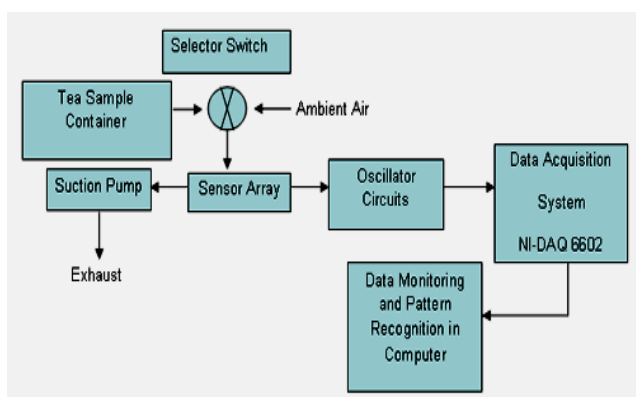 Selector Switch
Tea Sample
Container
Ambient Air
Suction Pump
Sensor Array
Oscillator
Circuits
Data Acquisition
System
NI-DAQ 6602
Exhaust
Data Monitoring
and Pattern
Recognition in
Computer